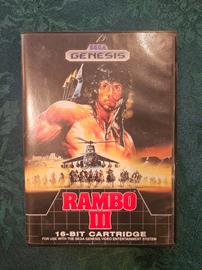 SEGA
GENESIS
RAMBO
III
16-BIT CARTRIDGE
FOR USE WITH THE SEGA GENESIS VIDEO ENTERTAINMENT SYSTEM